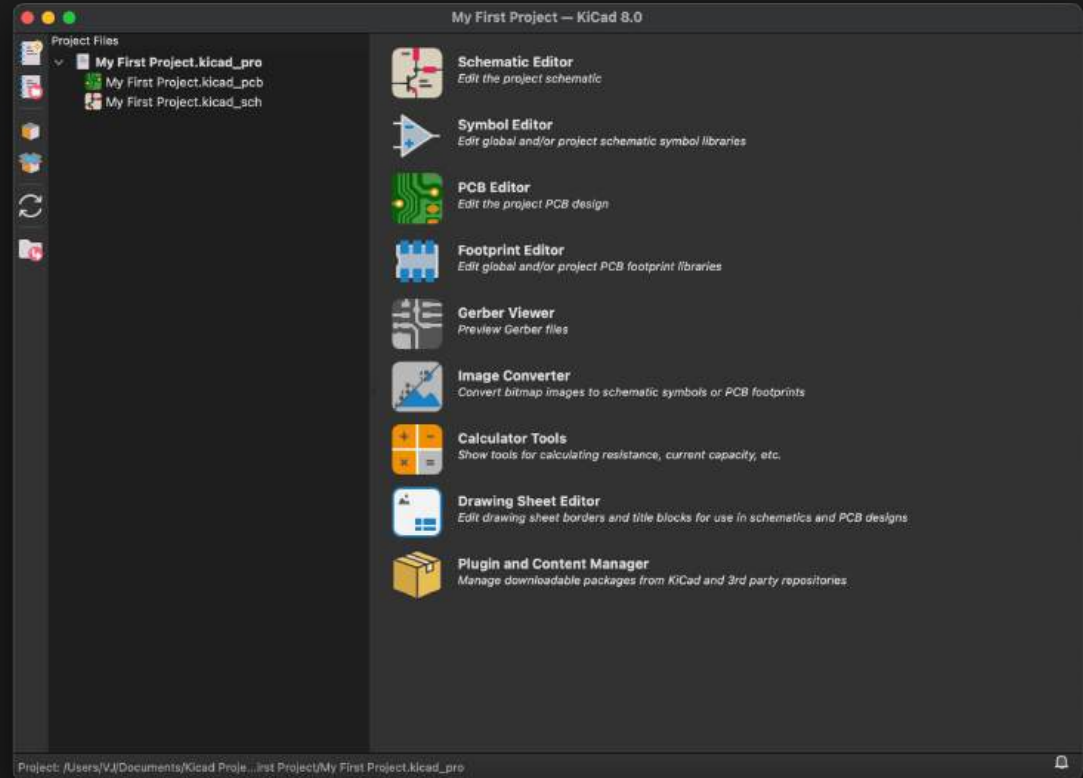 My First Project — KiCad 8.0
Project Files
My First Project.kicad_pro
My First Project.kicad_pcb
My First Project.kicad_sch
Schematic Editor
Edit the project schematic
Symbol Editor
Edit global and/or project schematic symbol libraries
PCB Editor
Edit the project PCB design
Footprint Editor
Edit global and/or project PCB footprint libraries
Gerber Viewer
Preview Gerber files
Image Converter
Convert bitmap images to schematic symbols or PCB footprints
Calculator Tools
Show tools for calculating resistance, current capacity, etc.
Drawing Sheet Editor
Edit drawing sheet borders and title blocks for use in schematics and PCB designs
Plugin and Content Manager
Manage downloadable packages from KiCad and 3rd party repositories
Project: /Users/VJ/Documents/Kicad Proje...irst Project/My First Project.kicad_pro